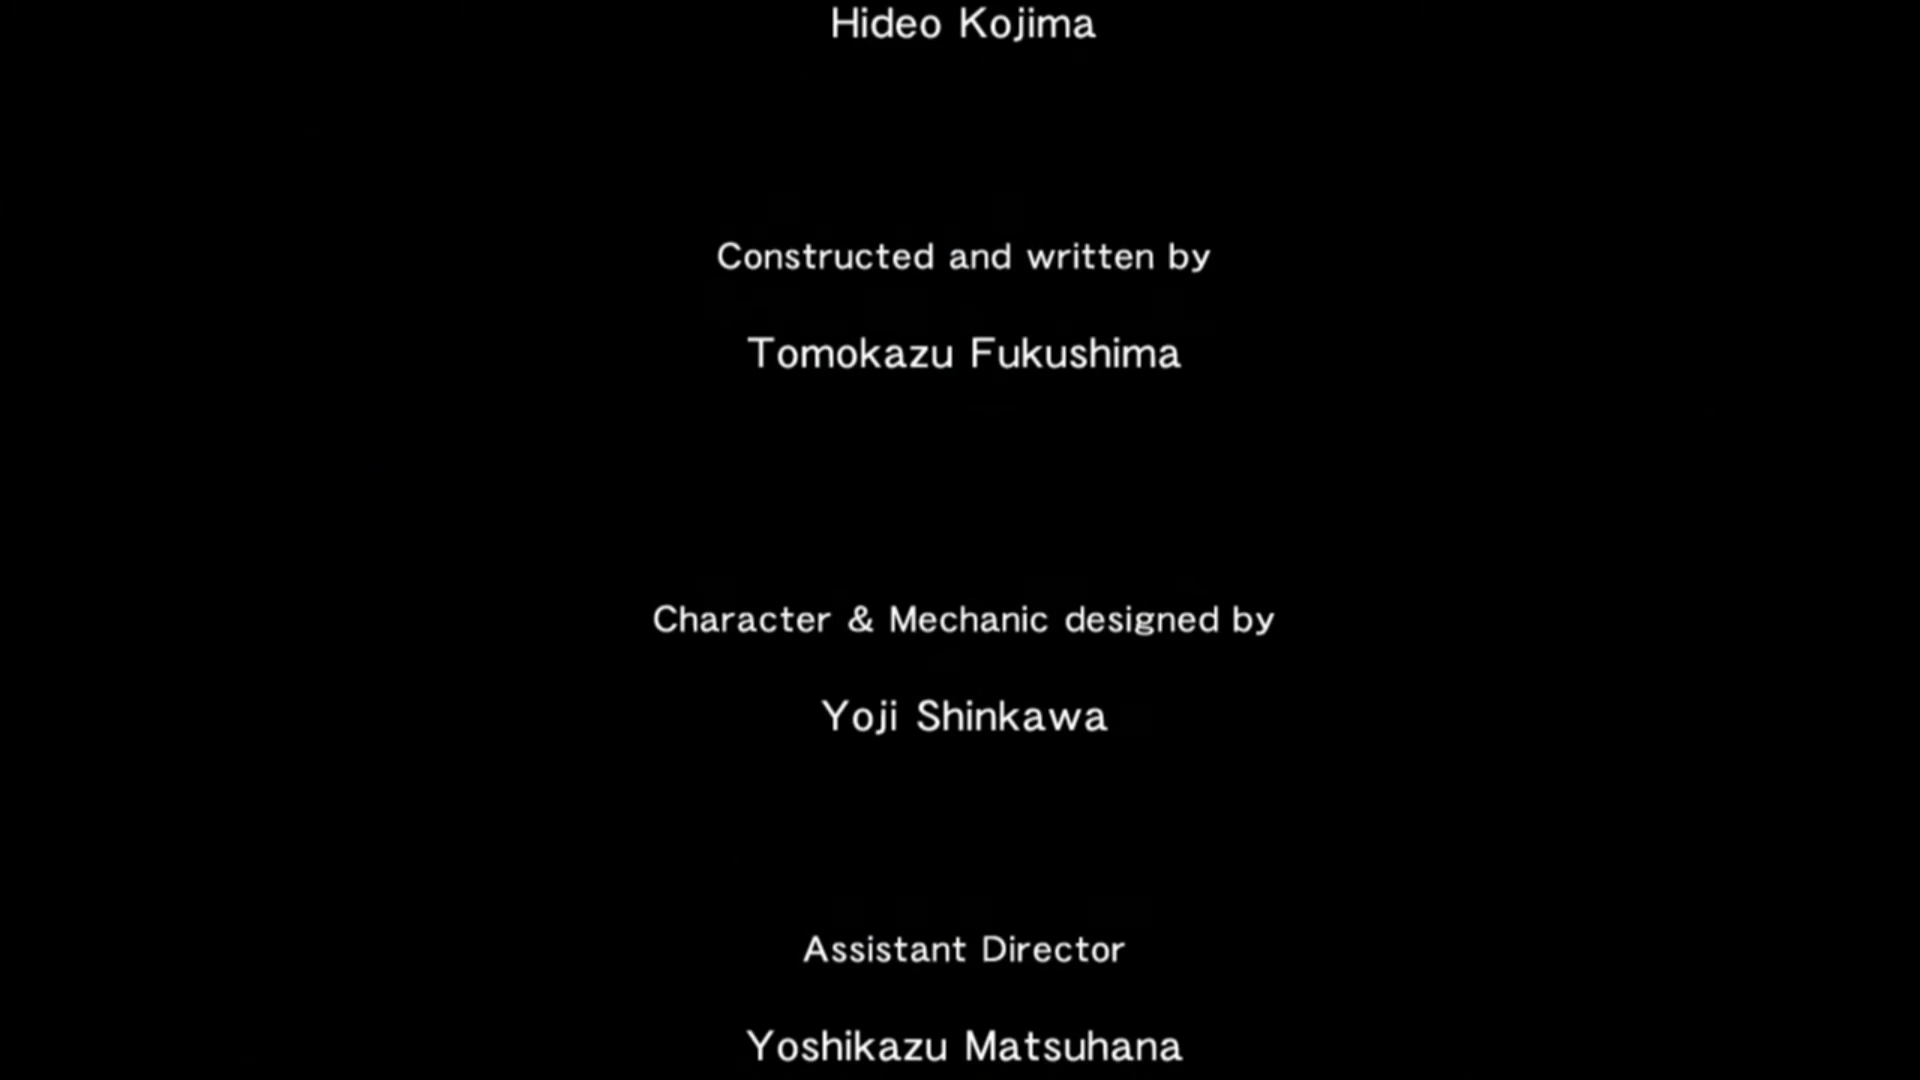 Hideo Kojima
Constructed and written by
Tomokazu Fukushima
Character & Mechanic designed by
Yoji Shinkawa
Assistant Director
Yoshikazu Matsuhana